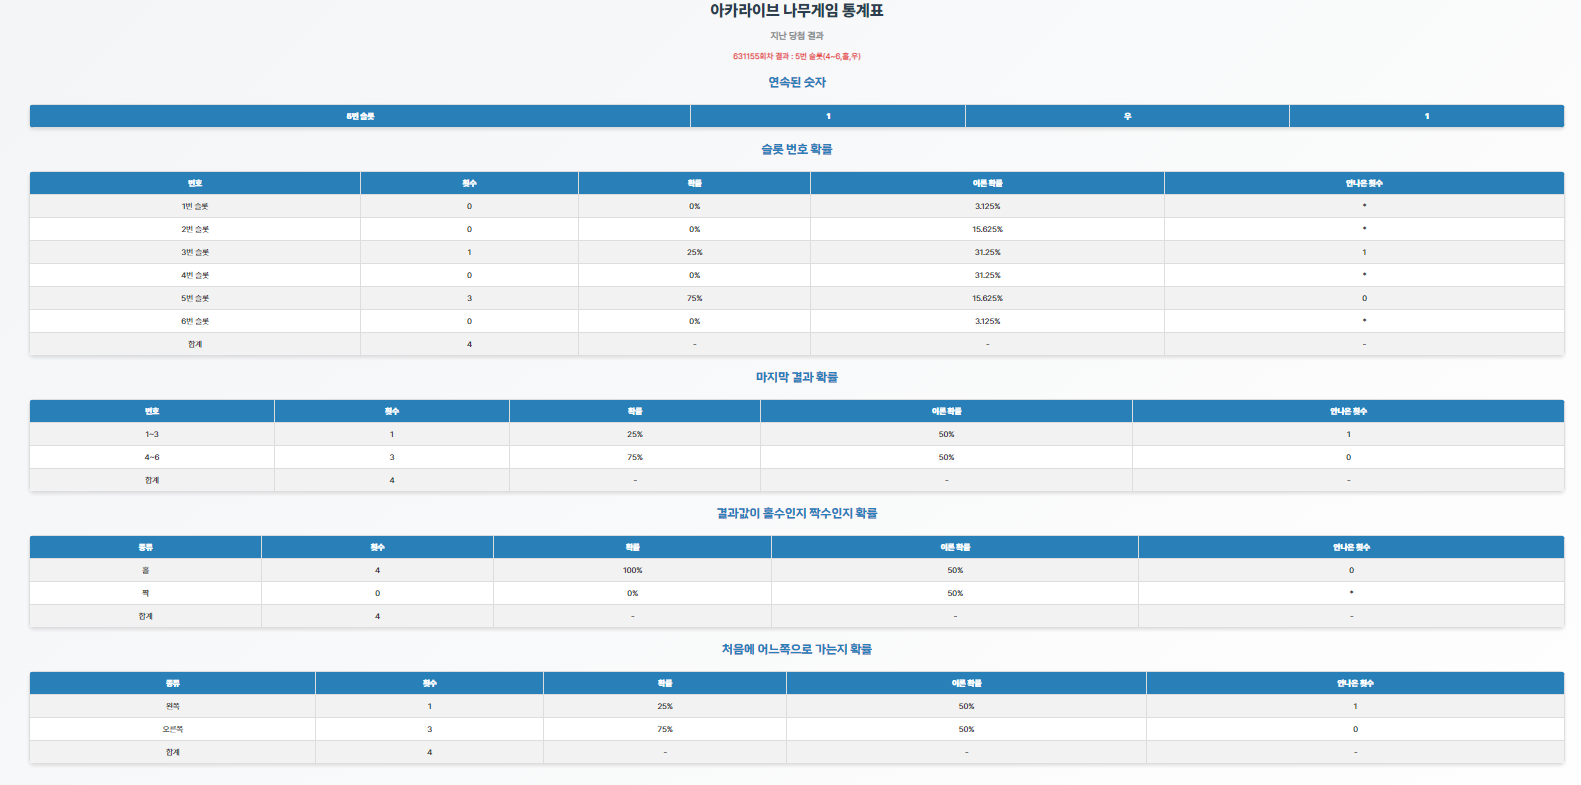 아카라이브 나무게임 통계표
지난 당첨 결과
631155회차 결과 : 5번 슬롯(4~6,홀,우)
연속된 숫자
5번 슬롯 1 우 1
슬롯 번호 확률
번호 횟수 확률 이론 확률 안나온 횟수
1번 슬롯 0 0% 3.125% *
2번 슬롯 0 0% 15.625% *
3번 슬롯 1 25% 31.25% 1
4번 슬롯 0 0% 31.25% *
5번 슬롯 3 75% 15.625% 0
6번 슬롯 0 0% 3.125% *
합계 4 - - -
마지막 결과 확률
번호 횟수 확률 이론 확률 안나온 횟수
1~3 1 25% 50% 1
4~6 3 75% 50% 0
합계 4 - - -
결과값이 홀수인지 짝수인지 확률
종류 횟수 확률 이론 확률 안나온 횟수
홀 4 100% 50% 0
짝 0 0% 50% *
합계 4 - - -
처음에 어느쪽으로 가는지 확률
종류 횟수 확률 이론 확률 안나온 횟수
왼쪽 1 25% 50% 1
오른쪽 3 75% 50% 0
합계 4 - - -